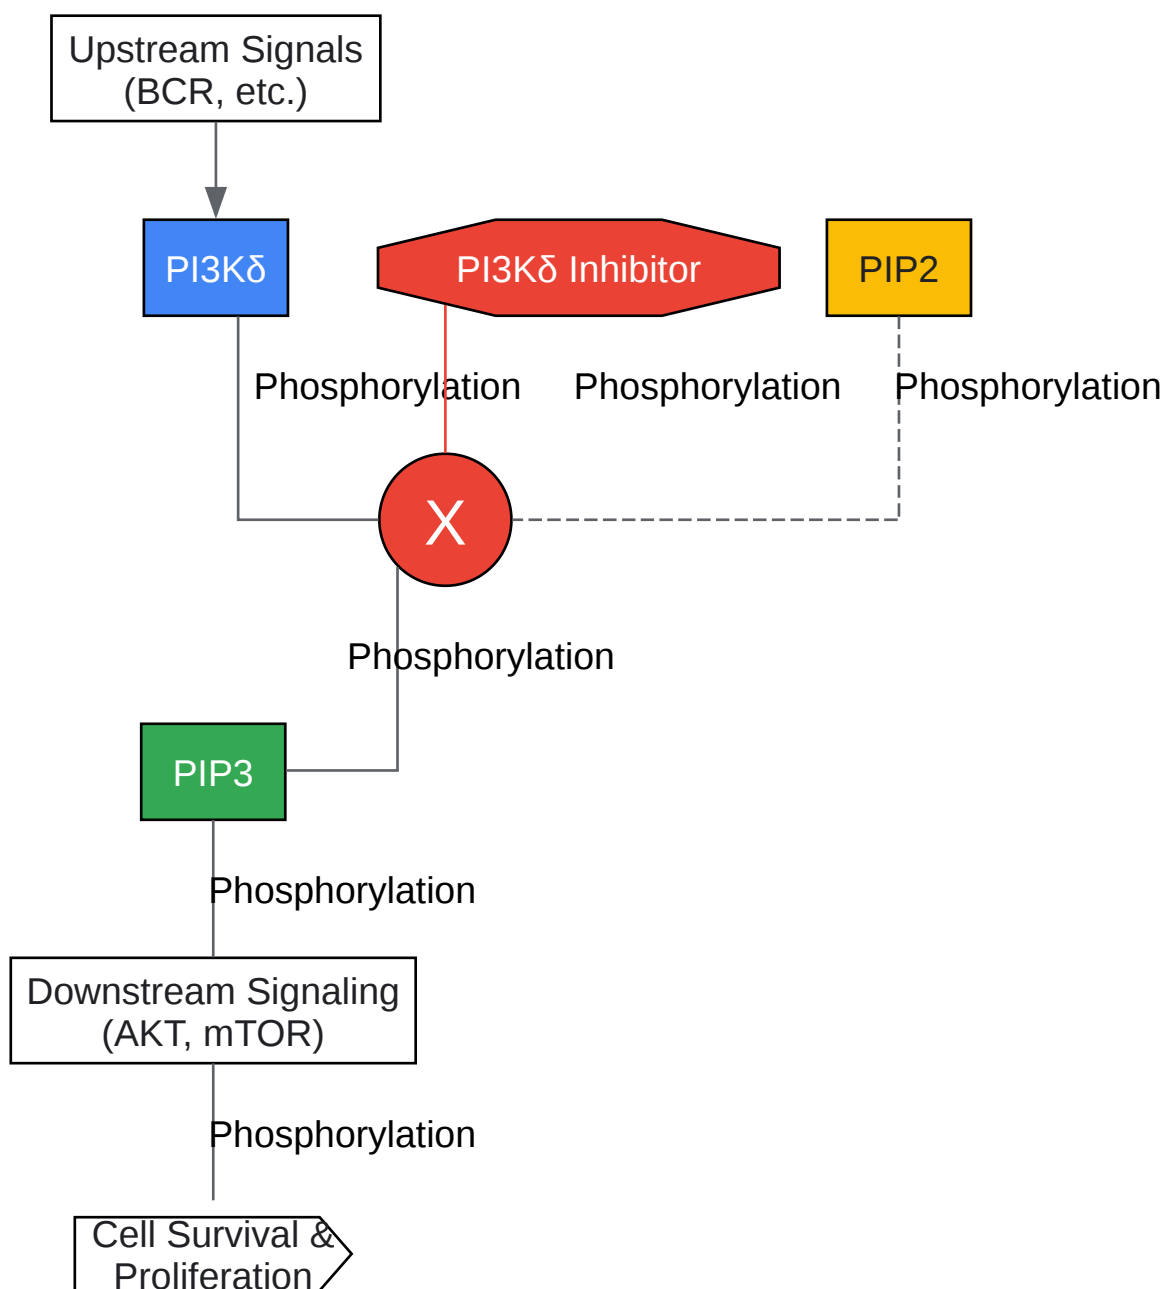 Upstream Signals
(BCR, etc.)
PI3Kδ
PI3Kδ Inhibitor
PIP2
Phosphorylation
Phosphorylation
Phosphorylation
X
Phosphorylation
PIP3
Phosphorylation
Downstream Signaling
(AKT, mTOR)
Phosphorylation
Cell Survival &
Proliferation